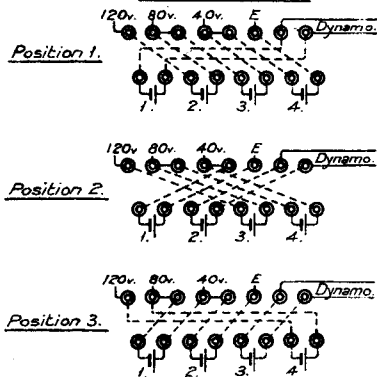 120v. 80v. 40v. E
Dynamo.
Position 1.
1. 2. 3. 4.
120v 80v. 40v. E
Dynamo.
Position 2.
1. 2. 3. 4.
120v. 80v. 40v. E
Dynamo.
Position 3.
1. 2. 3. 4.